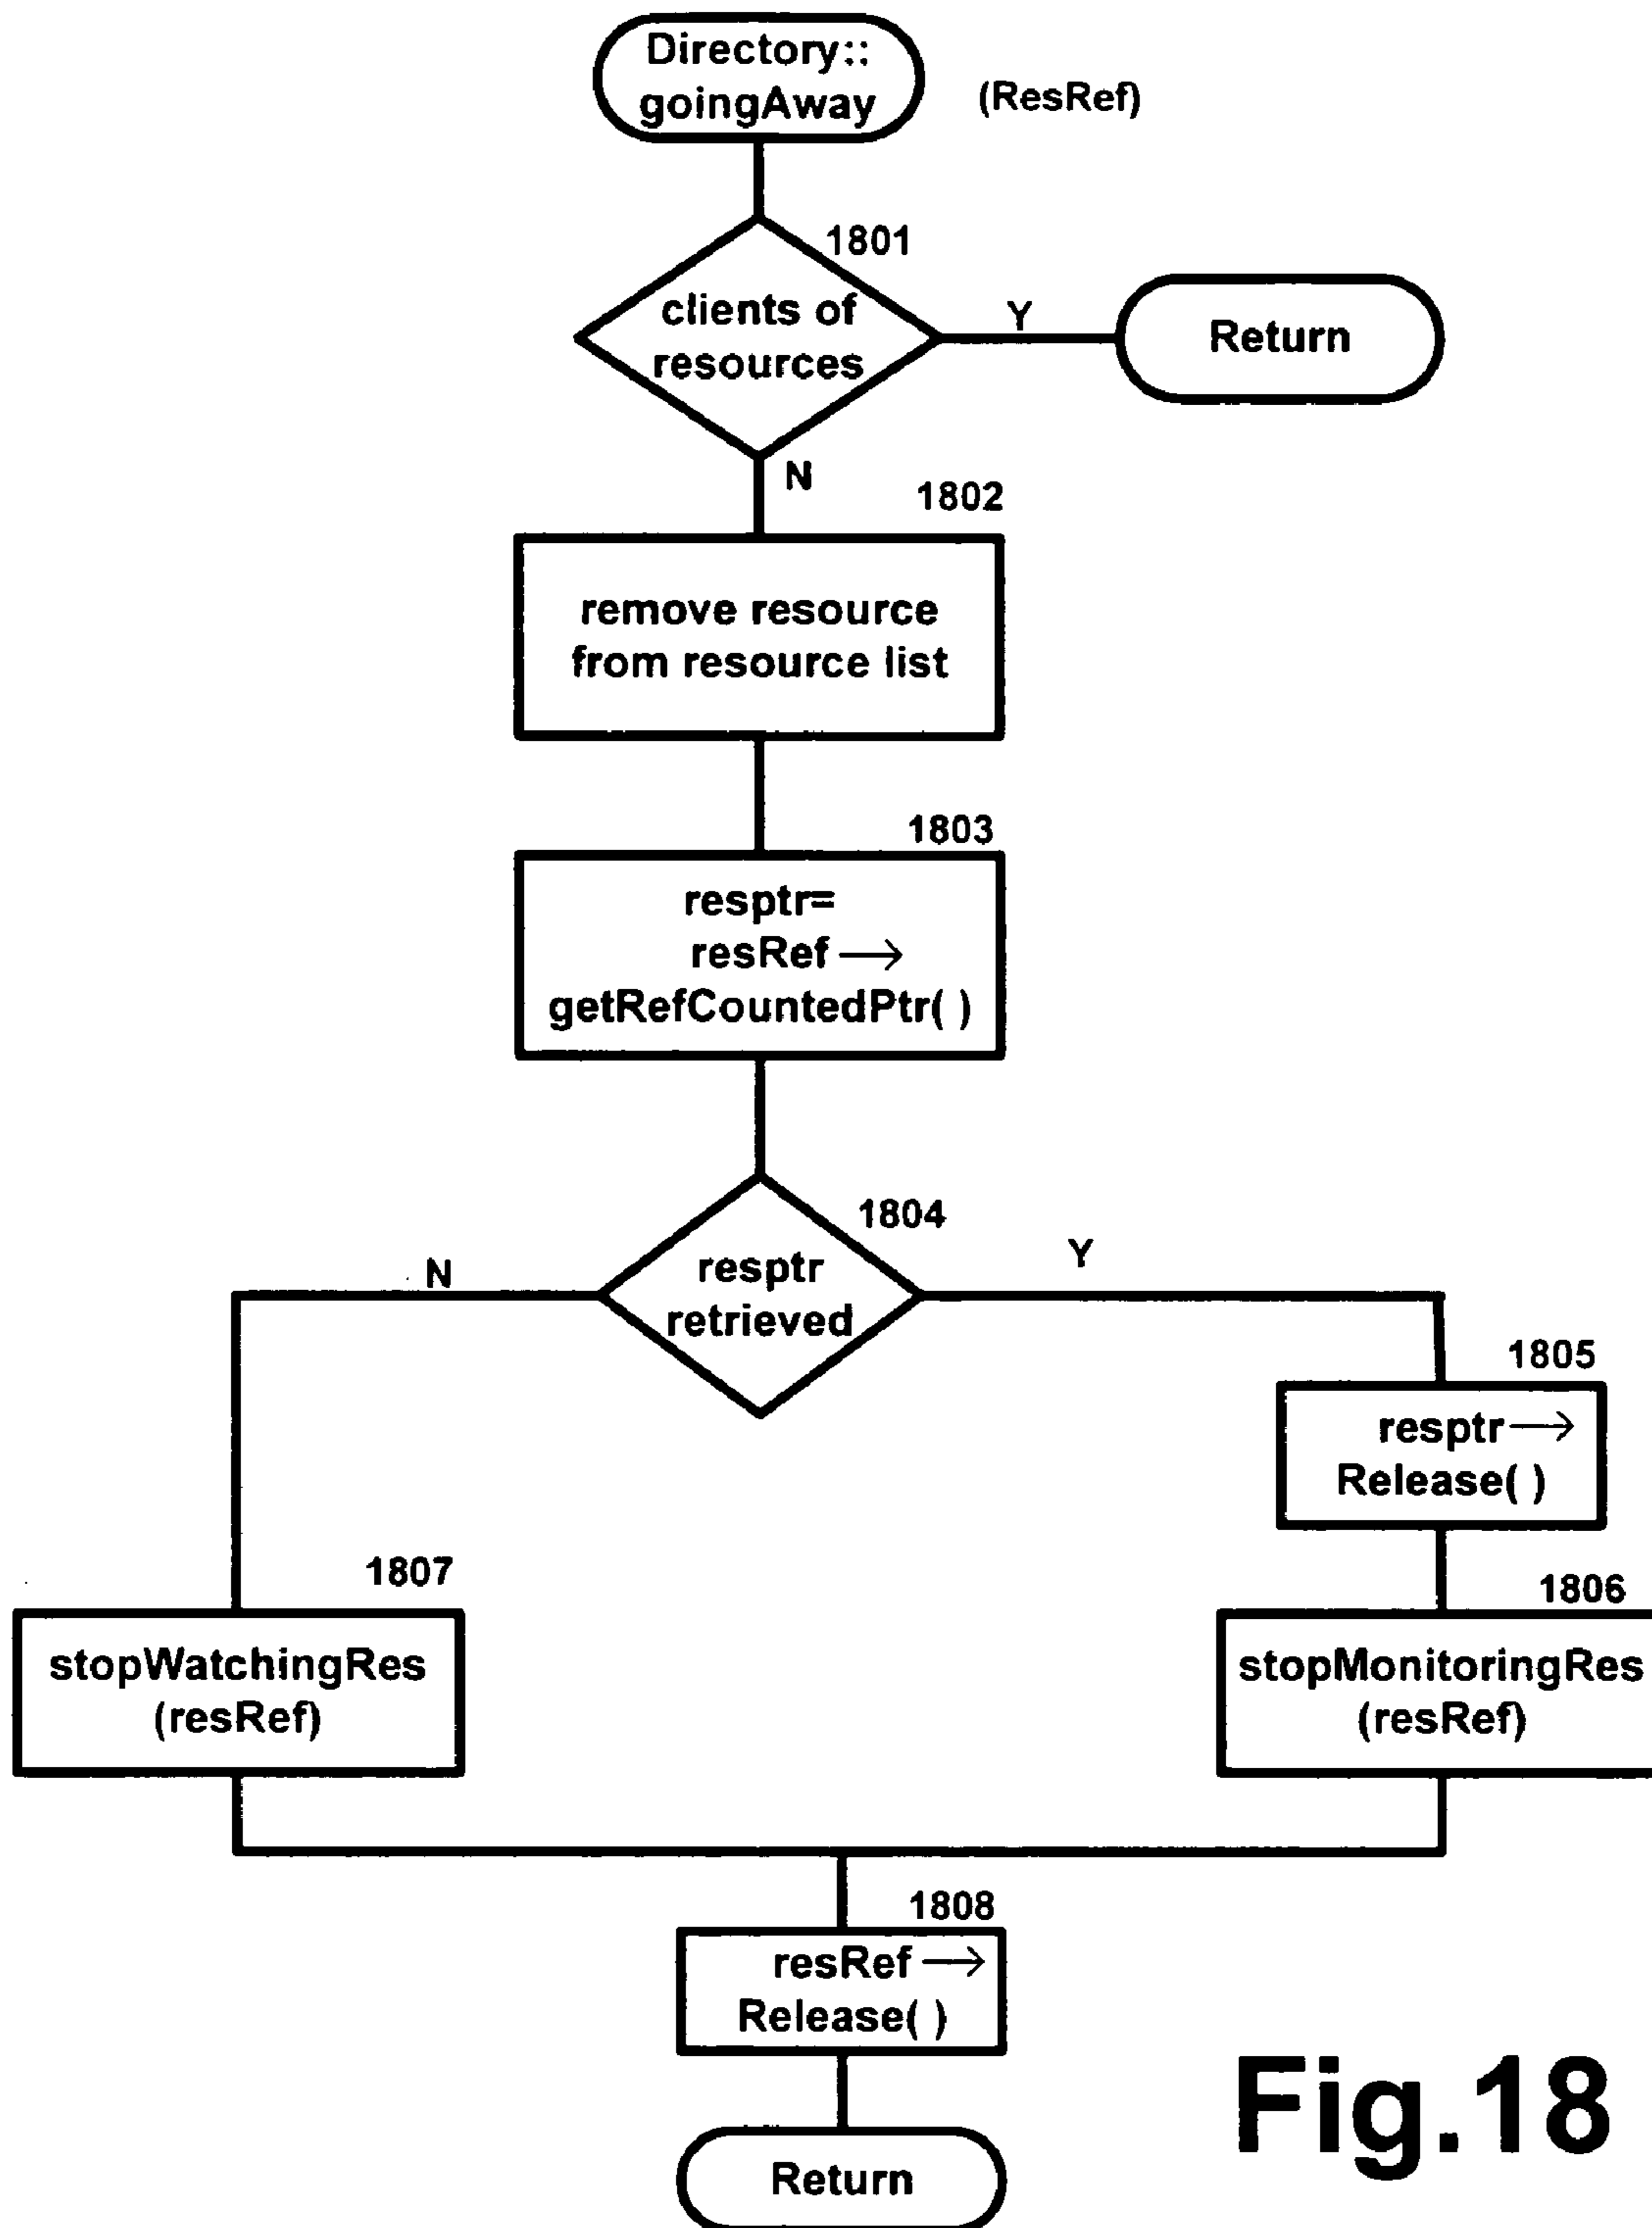 Directory::
goingAway
(ResRef)
1801
clients of
resources
Y
Return
N
1802
remove resource
from resource list
1803
resptr=
resRef →
getRefCountedPtr( )
1804
resptr
retrieved
N
Y
1805
resptr →
Release( )
1807
stopWatchingRes
(resRef)
1806
stopMonitoringRes
(resRef)
1808
resRef →
Release( )
Return
Fig.18